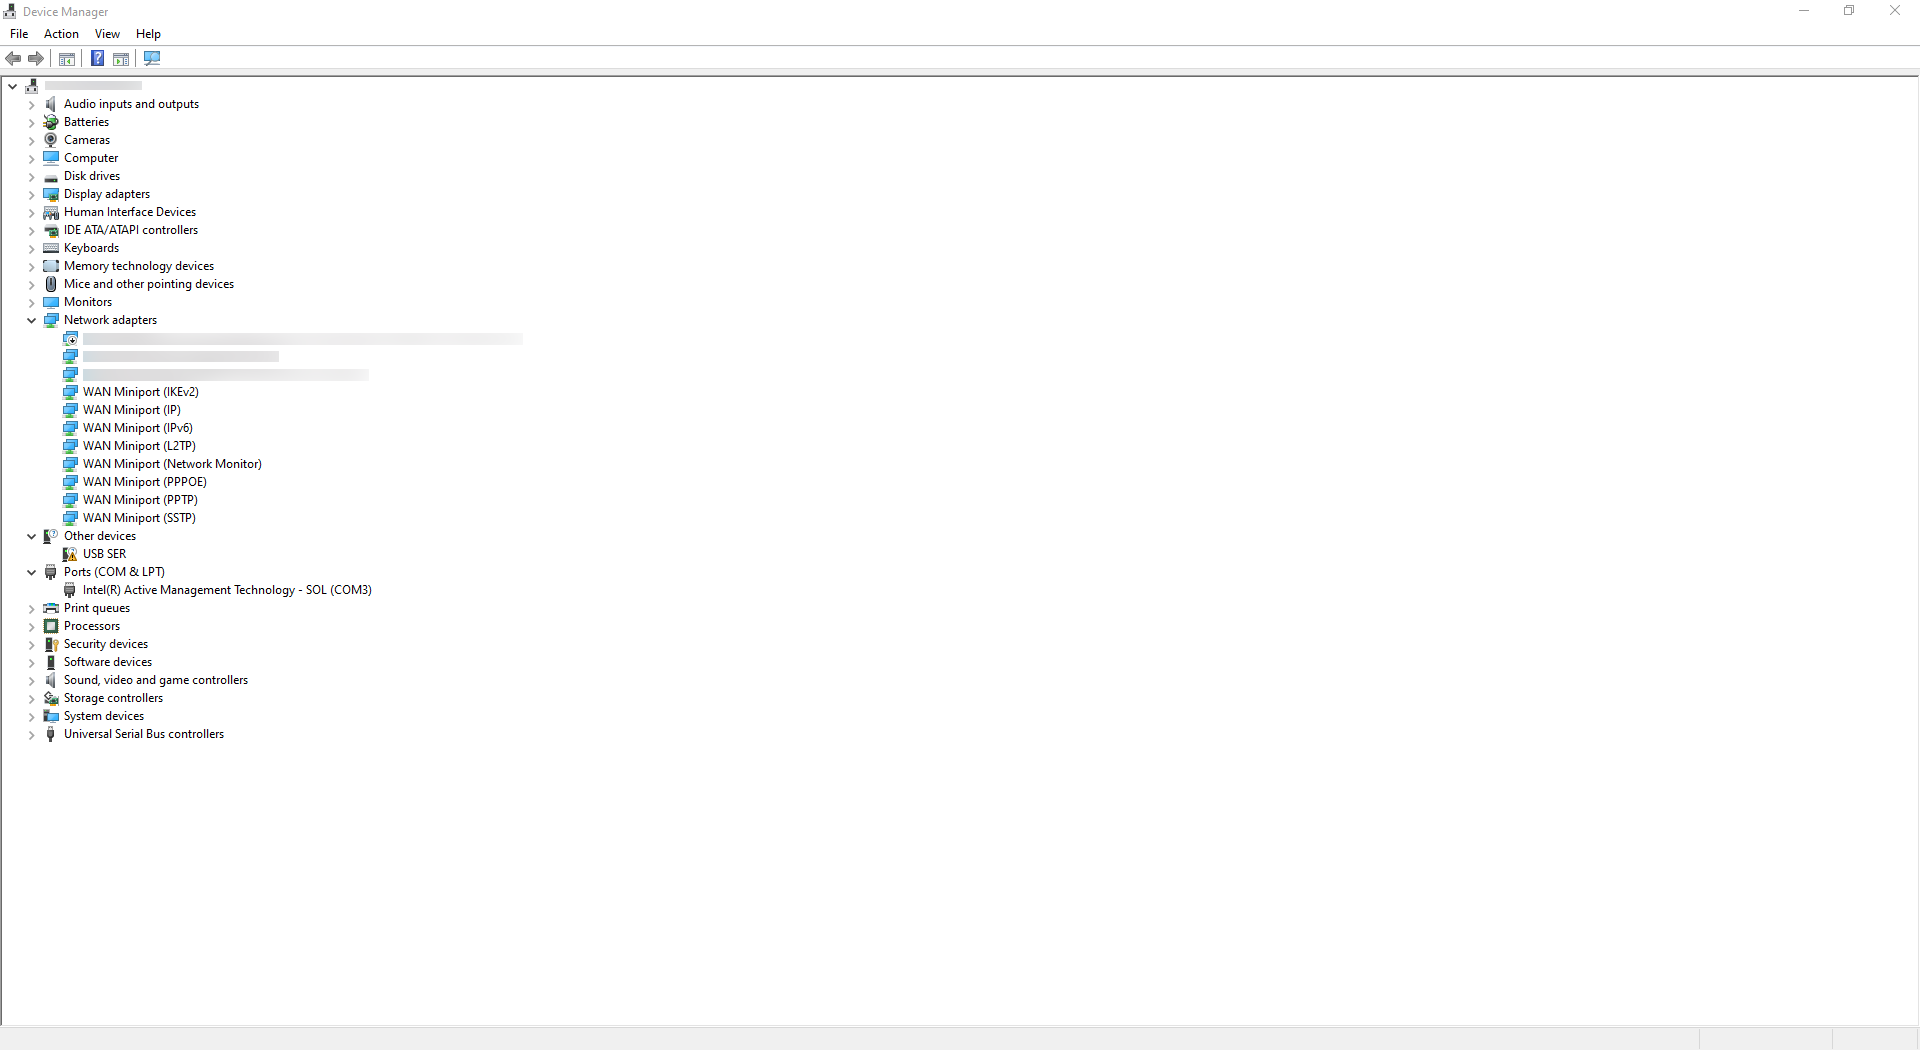 Device Manager
File Action View Help
Audio inputs and outputs
Batteries
Cameras
Computer
Disk drives
Display adapters
Human Interface Devices
IDE ATA/ATAPI controllers
Keyboards
Memory technology devices
Mice and other pointing devices
Monitors
Network adapters
WAN Miniport (IKEv2)
WAN Miniport (IP)
WAN Miniport (IPv6)
WAN Miniport (L2TP)
WAN Miniport (Network Monitor)
WAN Miniport (PPPOE)
WAN Miniport (PPTP)
WAN Miniport (SSTP)
Other devices
USB SER
Ports (COM & LPT)
Intel(R) Active Management Technology - SOL (COM3)
Print queues
Processors
Security devices
Software devices
Sound, video and game controllers
Storage controllers
System devices
Universal Serial Bus controllers